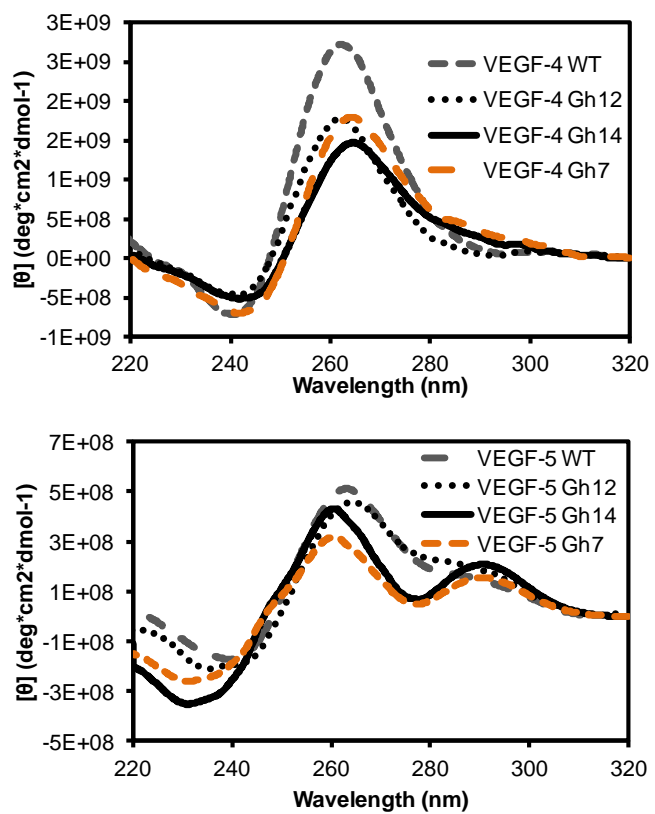 3E+09
3E+09
2E+09
2E+09
1E+09
5E+08
0E+00
-5E+08
-1E+09
[θ] (deg*cm2*dmol-1)
VEGF-4 WT
VEGF-4 Gh12
VEGF-4 Gh14
VEGF-4 Gh7
220 240 260 280 300 320
Wavelength (nm)
7E+08
5E+08
3E+08
1E+08
-1E+08
-3E+08
-5E+08
[θ] (deg*cm2*dmol-1)
VEGF-5 WT
VEGF-5 Gh12
VEGF-5 Gh14
VEGF-5 Gh7
220 240 260 280 300 320
Wavelength (nm)